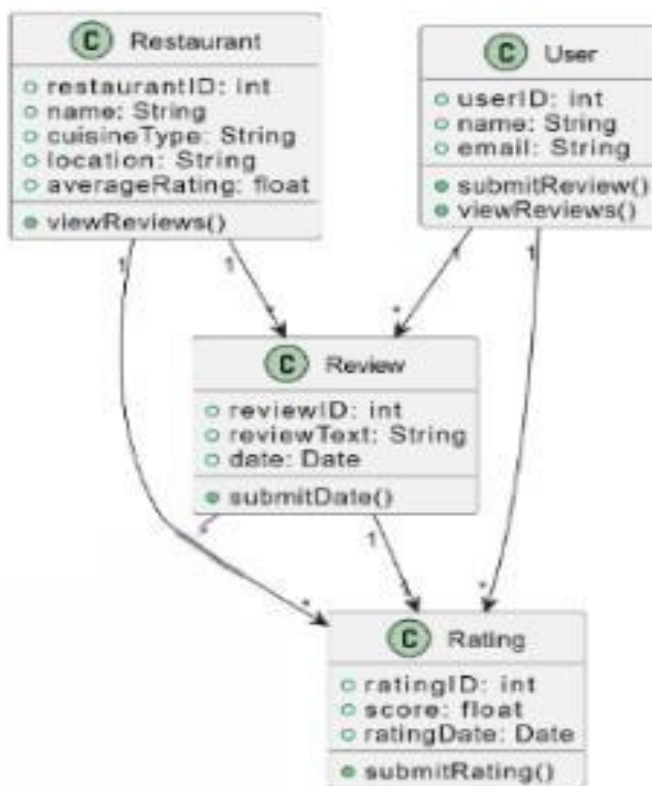 C Restaurant
restaurantID: int
name: String
cuisineType: String
location: String
averageRating: float
viewReviews()
C User
userID: int
name: String
email: String
submitReview()
viewReviews()
1
1
1
1
*
*
C Review
reviewID: int
reviewText: String
date: Date
submitDate()
1
*
*
C Rating
ratingID: int
score: float
ratingDate: Date
submitRating()